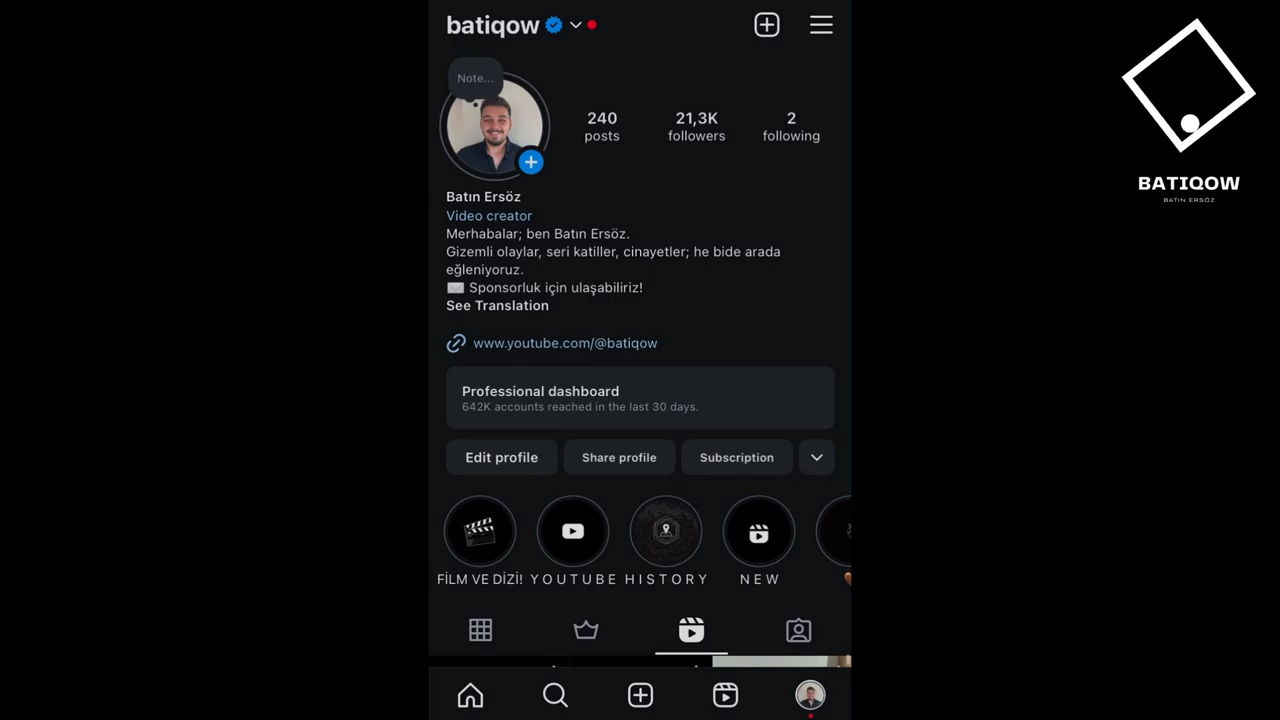 batiqow
Note...
240
posts
21,3K
followers
2
following
Batın Ersöz
Video creator
Merhabalar; ben Batın Ersöz.
Gizemli olaylar, seri katiller, cinayetler; he bide arada
eğleniyoruz.
✉️ Sponsorluk için ulaşabiliriz!
See Translation
www.youtube.com/@batiqow
Professional dashboard
642K accounts reached in the last 30 days.
Edit profile
Share profile
Subscription
FİLM VE DİZİ!
Y O U T U B E
H I S T O R Y
N E W
BATIQOW
BATIN ERSÖZ